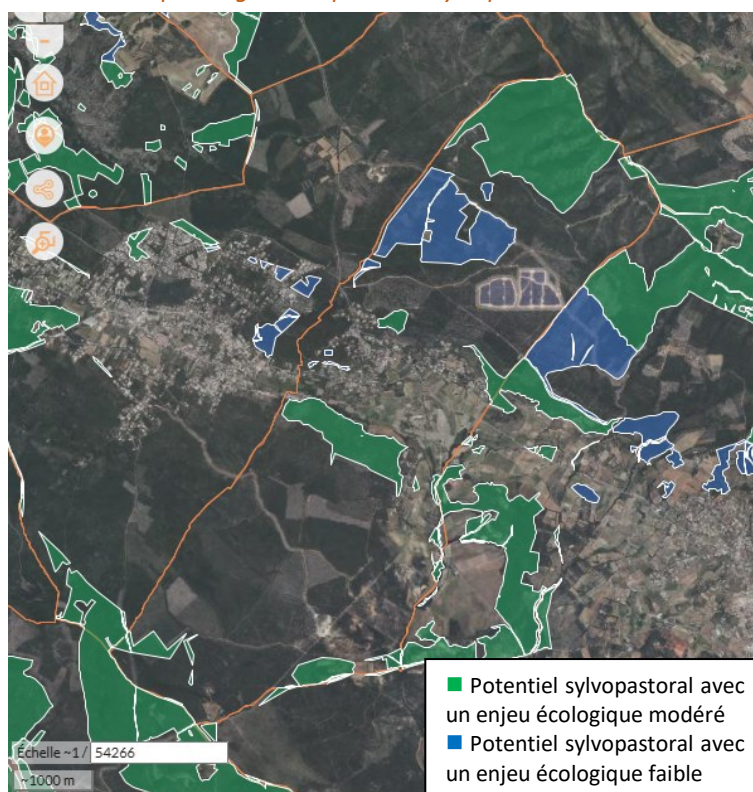 -
Échelle ~1 / 54266
~1000 m
Potentiel sylvopastoral avec
un enjeu écologique modéré
Potentiel sylvopastoral avec
un enjeu écologique faible